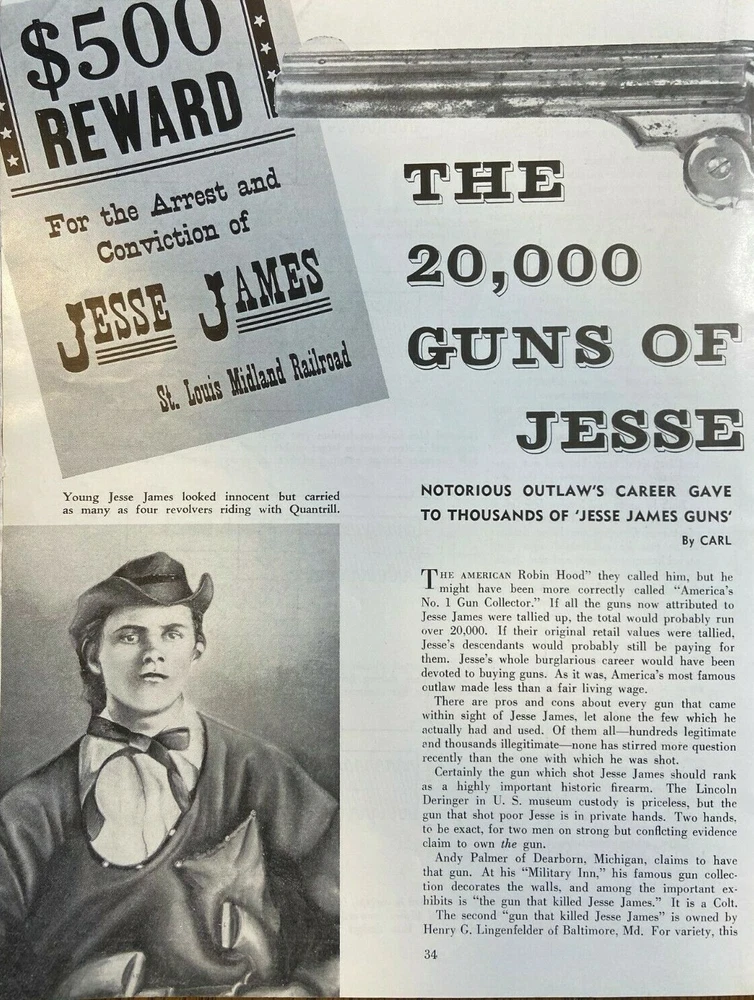 $500
REWARD
For the Arrest and
Conviction of
JESSE JAMES
St. Louis Midland Railroad
THE
20,000
GUNS OF
JESSE
Young Jesse James looked innocent but carried
as many as four revolvers riding with Quantrill.
NOTORIOUS OUTLAW'S CAREER GAVE
TO THOUSANDS OF 'JESSE JAMES GUNS'
By CARL
THE AMERICAN Robin Hood" they called him, but he
might have been more correctly called "America's
No. 1 Gun Collector." If all the guns now attributed to
Jesse James were tallied up, the total would probably run
over 20,000. If their original retail values were tallied,
Jesse's descendants would probably still be paying for
them. Jesse's whole burglarious career would have been
devoted to buying guns. As it was, America's most famous
outlaw made less than a fair living wage.
There are pros and cons about every gun that came
within sight of Jesse James, let alone the few which he
actually had and used. Of them all—hundreds legitimate
and thousands illegitimate—none has stirred more question
recently than the one with which he was shot.
Certainly the gun which shot Jesse James should rank
as a highly important historic firearm. The Lincoln
Deringer in U. S. museum custody is priceless, but the
gun that shot poor Jesse is in private hands. Two hands,
to be exact, for two men on strong but conflcting evidence
claim to own the gun.
Andy Palmer of Dearborn, Michigan, claims to have
that gun. At his "Military Inn," his famous gun collec-
tion decorates the walls, and among the important ex-
hibits is "the gun that killed Jesse James." It is a Colt.
The second "gun that killed Jesse James" is owned by
Henry G. Lingenfelder of Baltimore, Md. For variety, this
34